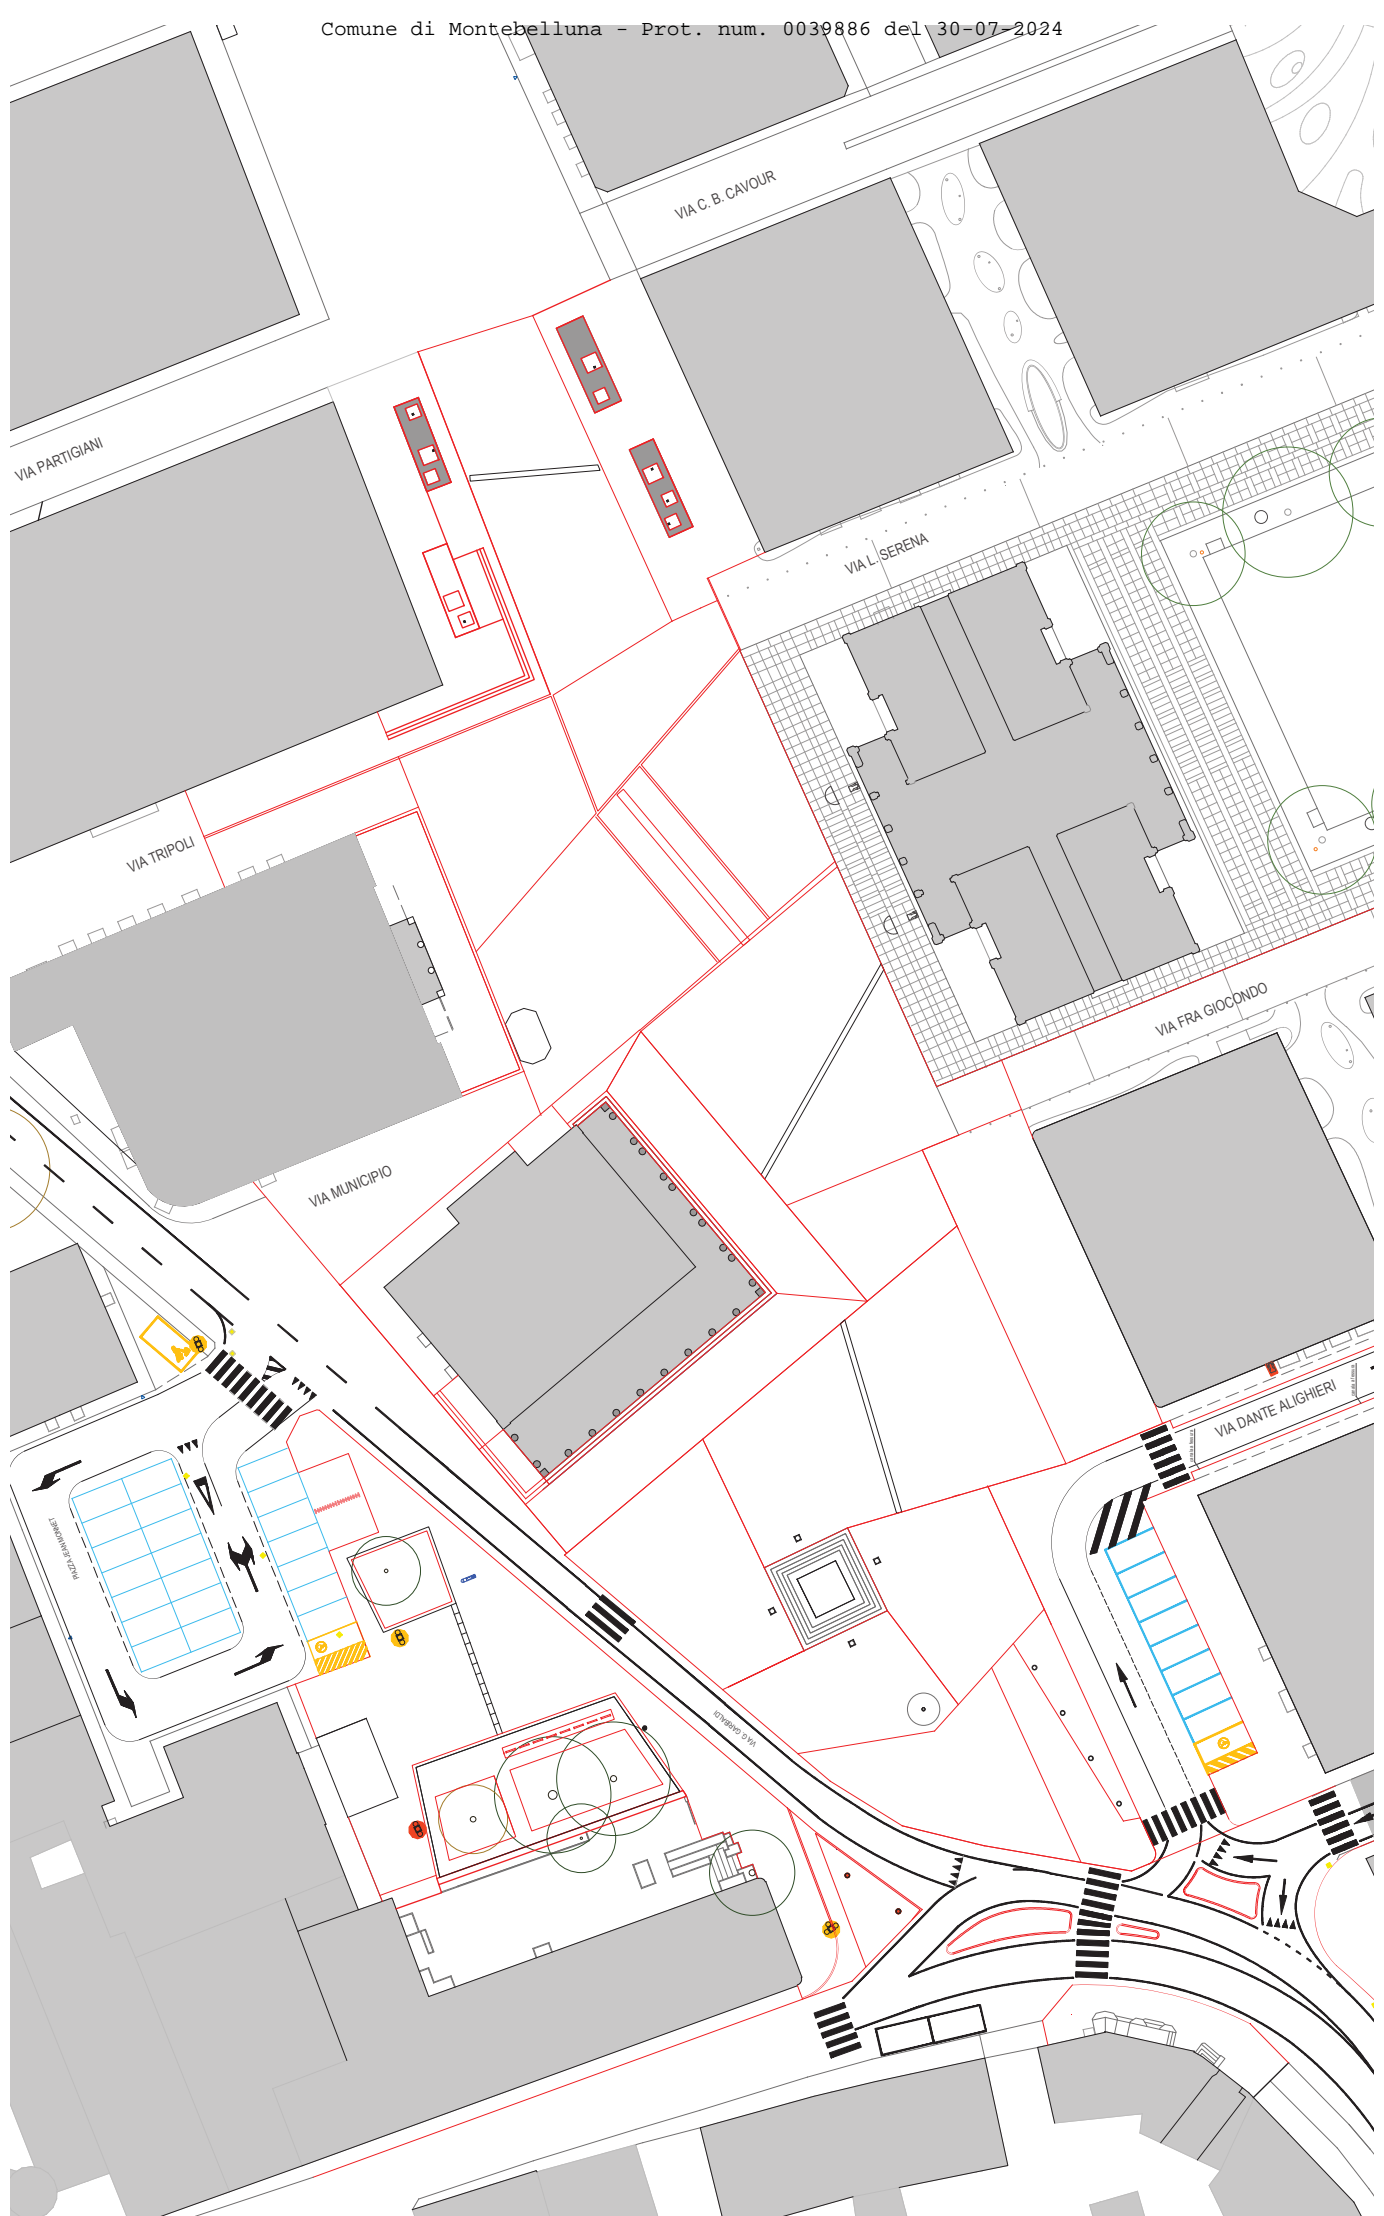 Comune di Montebelluna - Prot. num. 0039886 del 30-07-2024
VIA C. B. CAVOUR
VIA PARTIGIANI
VIA L. SERENA
VIA TRIPOLI
VIA FRA GIOCONDO
VIA MUNICIPIO
VIA DANTE ALIGHIERI
PIAZZA JEAN MONNET
VIA G. GARIBALDI